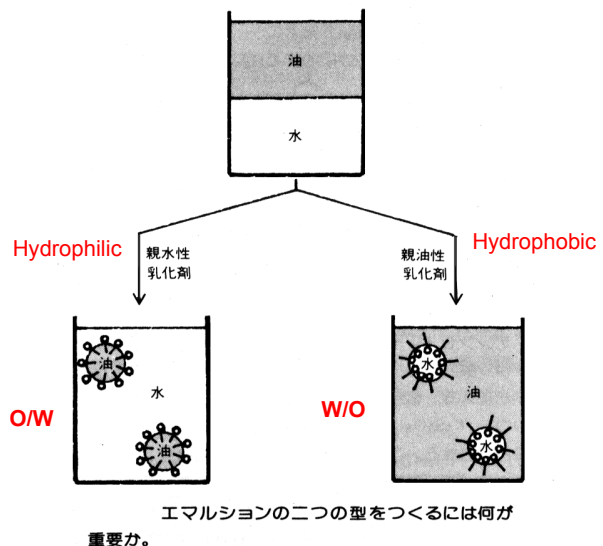 油
水
Hydrophilic
親水性
乳化剤
親油性
乳化剤
Hydrophobic
油
水
油
O/W
水
油
水
W/O
エマルションの二つの型をつくるには何が
重要か。